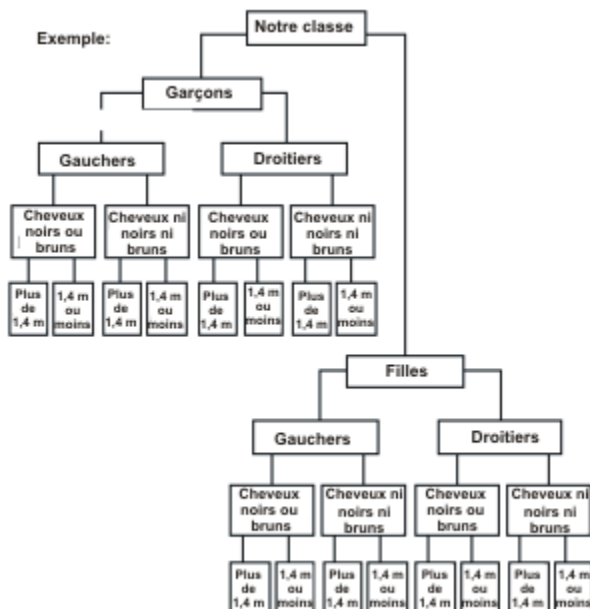 Exemple:
Notre classe
Garçons
Gauchers
Droitiers
Cheveux
noirs ou
bruns
Cheveux ni
noirs ni
bruns
Cheveux
noirs ou
bruns
Cheveux ni
noirs ni
bruns
Plus
de
1,4 m
1,4 m
ou
moins
Plus
de
1,4 m
1,4 m
ou
moins
Plus
de
1,4 m
1,4 m
ou
moins
Plus
de
1,4 m
1,4 m
ou
moins
Filles
Gauchers
Droitiers
Cheveux
noirs ou
bruns
Cheveux ni
noirs ni
bruns
Cheveux
noirs ou
bruns
Cheveux ni
noirs ni
bruns
Plus
de
1,4 m
1,4 m
ou
moins
Plus
de
1,4 m
1,4 m
ou
moins
Plus
de
1,4 m
1,4 m
ou
moins
Plus
de
1,4 m
1,4 m
ou
moins